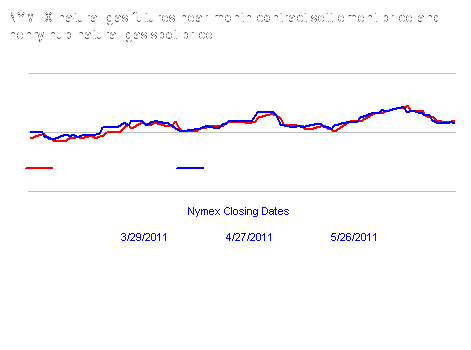 NYMEX natural gas futures near-month contract settlement price and
henry hub natural gas spot price
Nymex Closing Dates
3/29/2011 4/27/2011 5/26/2011